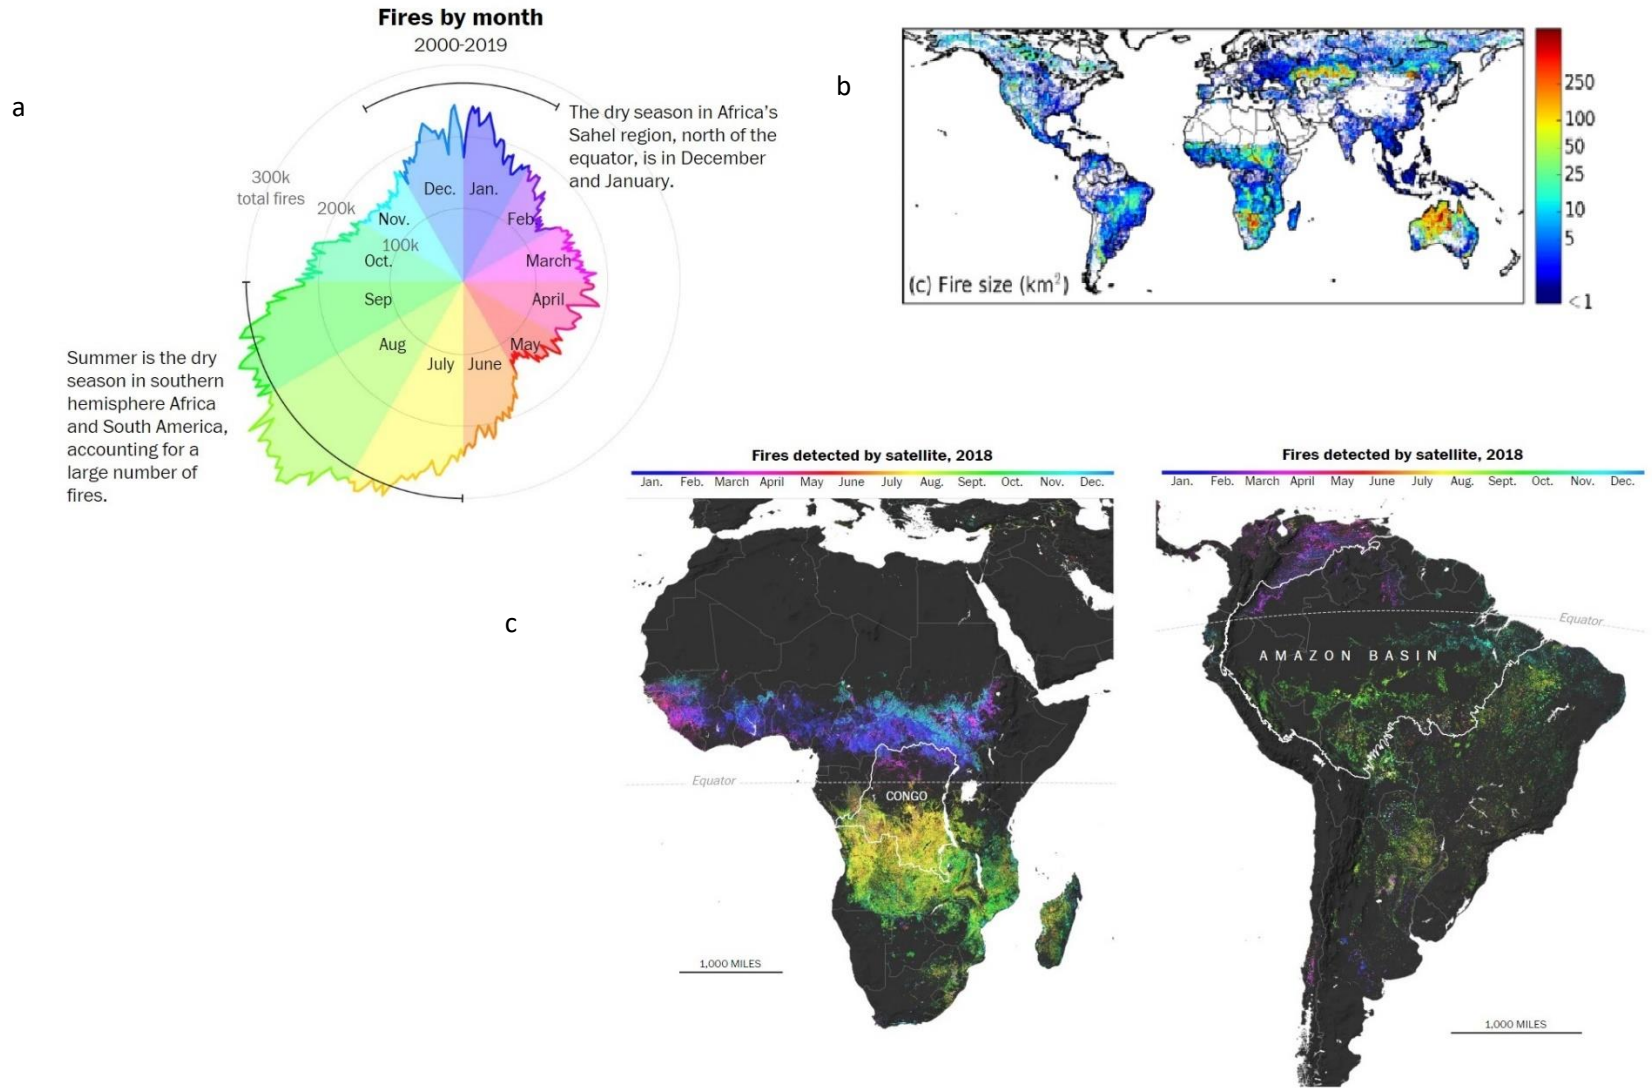 a
Fires by month
2000-2019
The dry season in Africa's
Sahel region, north of the
equator, is in December
and January.
300k
total fires
200k
100k
Dec.
Jan.
Nov.
Feb.
Oct.
March
Sep
April
Aug
May
July
June
Summer is the dry
season in southern
hemisphere Africa
and South America,
accounting for a
large number of
fires.
b
(c) Fire size (km²)
250
100
50
25
10
5
<1
c
Fires detected by satellite, 2018
Jan. Feb. March April May June July Aug. Sept. Oct. Nov. Dec.
Equator
CONGO
1,000 MILES
Fires detected by satellite, 2018
Jan. Feb. March April May June July Aug. Sept. Oct. Nov. Dec.
Equator
AMAZON BASIN
1,000 MILES